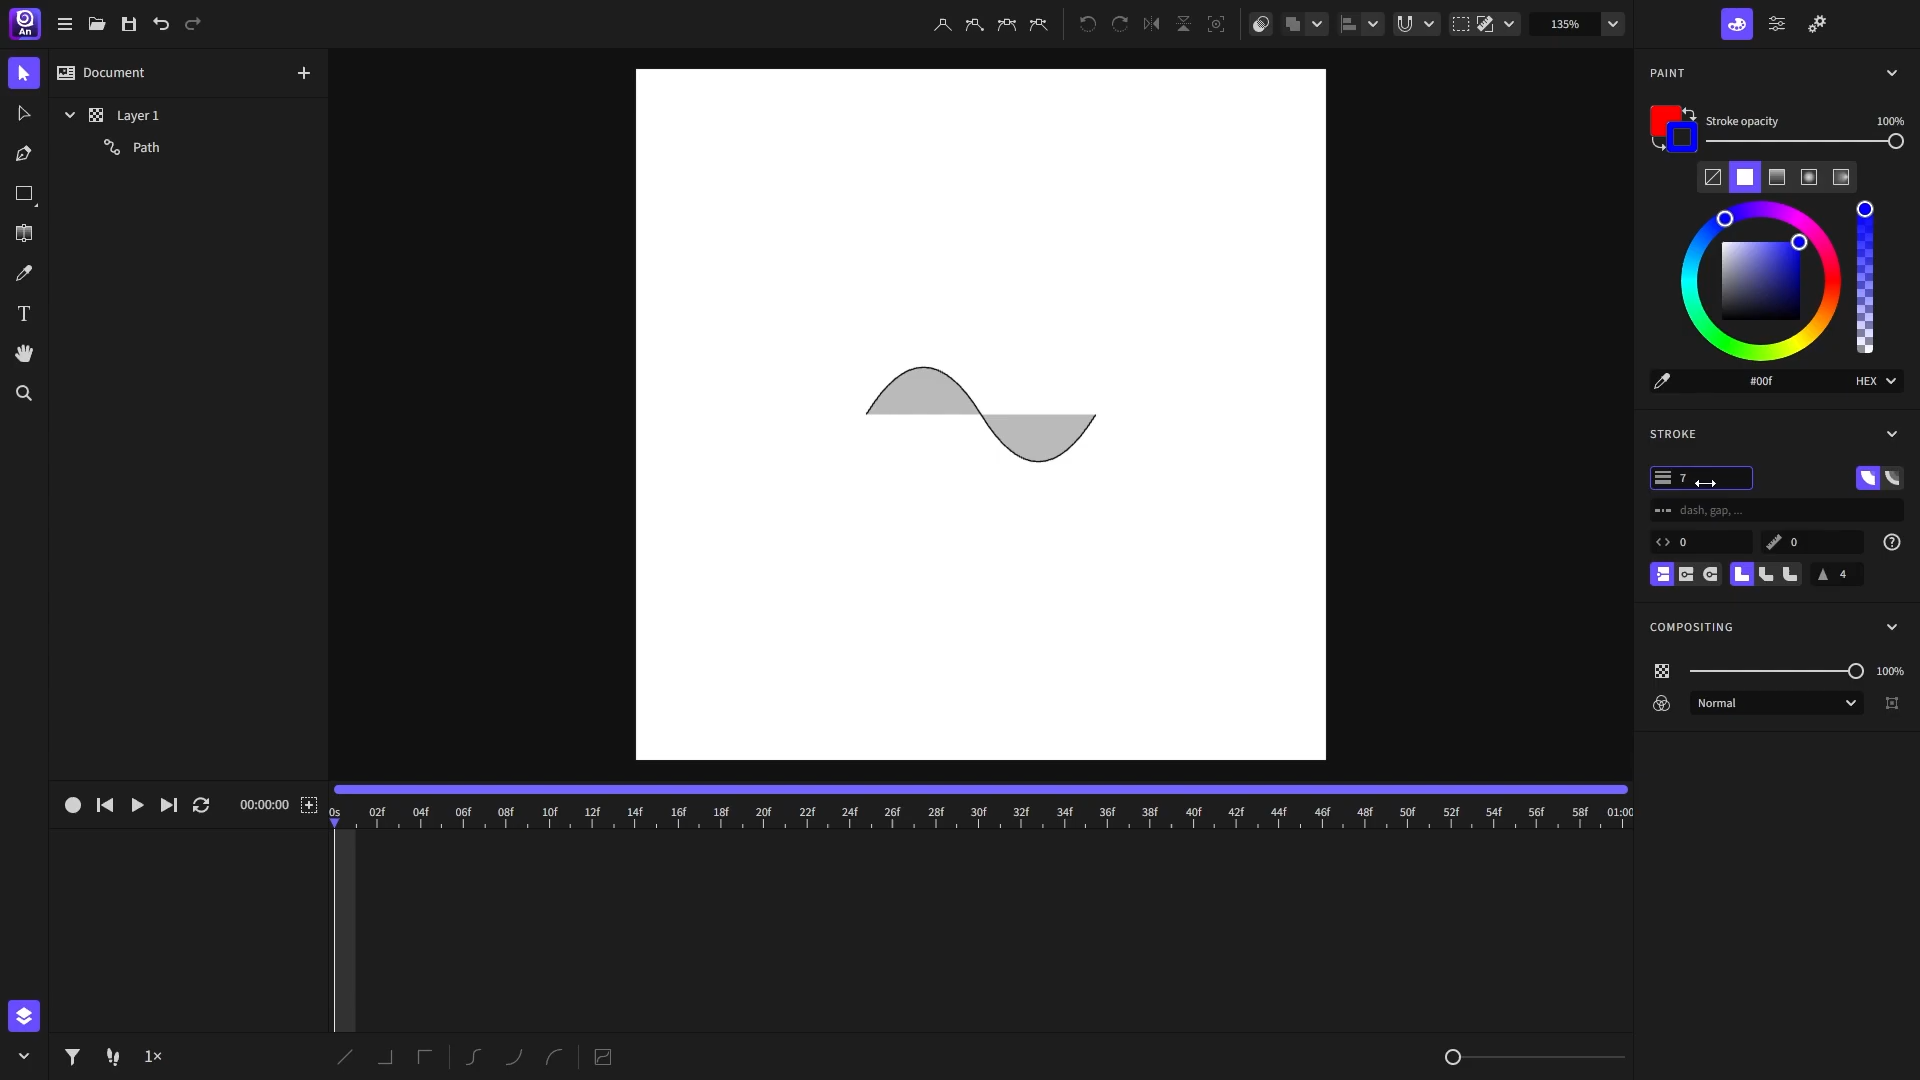 An
135%
Document
Layer 1
Path
PAINT
Stroke opacity 100%
#00f HEX
STROKE
7
dash, gap, ...
0 0
4
COMPOSITING
100%
Normal
T
00:00:00
0s 02f 04f 06f 08f 10f 12f 14f 16f 18f 20f 22f 24f 26f 28f 30f 32f 34f 36f 38f 40f 42f 44f 46f 48f 50f 52f 54f 56f 58f 01:00
1×